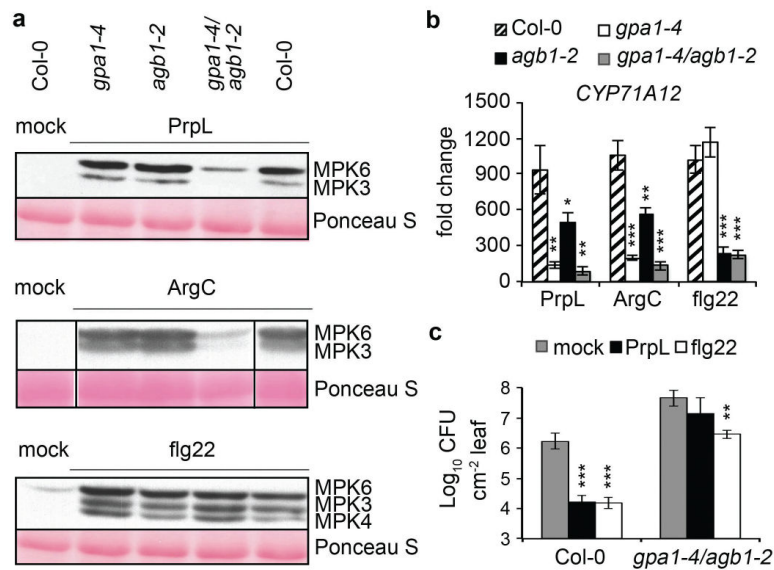 a
Col-0
gpa1-4
agb1-2
gpa1-4/
agb1-2
Col-0
mock
PrpL
MPK6
MPK3
Ponceau S
mock
ArgC
MPK6
MPK3
Ponceau S
mock
flg22
MPK6
MPK3
MPK4
Ponceau S
b
Col-0 gpa1-4
agb1-2 gpa1-4/agb1-2
CYP71A12
fold change
1500
1200
900
600
300
0
** * **
*** ** ***
*** ***
PrpL ArgC flg22
c
mock PrpL flg22
Log10 CFU
cm-2 leaf
8
7
6
5
4
3
*** ***
**
Col-0 gpa1-4/agb1-2